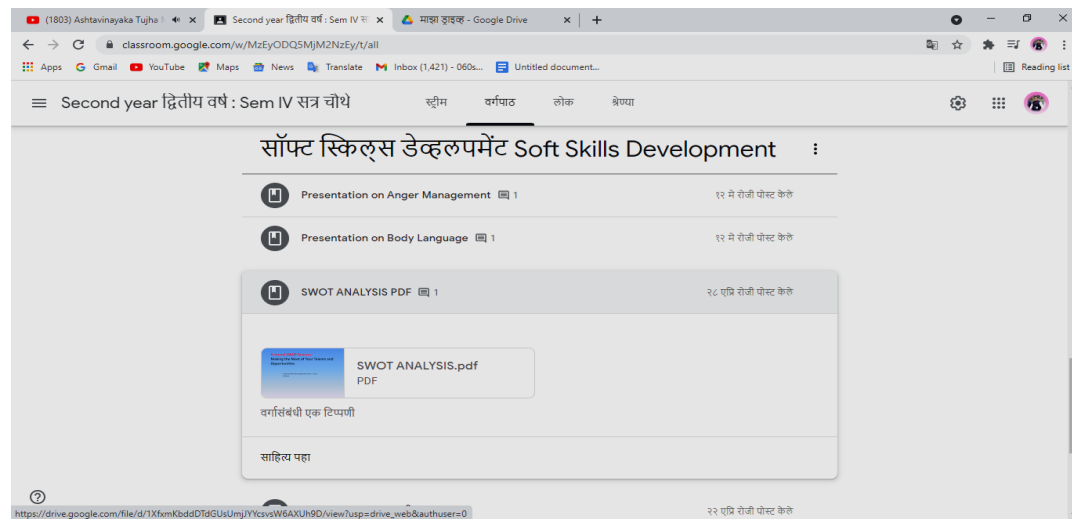 (1803) Ashtavinayaka Tujha
Second year द्वितीय वर्ष : Sem IV स
माझा ड्राइव्ह - Google Drive
classroom.google.com/w/MzEyODQ5MjM2NzEy/t/all
Apps Gmail YouTube Maps News Translate Inbox (1,421) - 060s... Untitled document... Reading list
Second year द्वितीय वर्ष : Sem IV सत्र चौथे स्ट्रीम वर्गपाठ लोक श्रेण्या
सॉफ्ट स्किल्स डेव्हलपमेंट Soft Skills Development
Presentation on Anger Management 1 १२ मे रोजी पोस्ट केले
Presentation on Body Language 1 १२ मे रोजी पोस्ट केले
SWOT ANALYSIS PDF 1 २८ एप्रि रोजी पोस्ट केले
SWOT ANALYSIS.pdf
PDF
वर्गासंबंधी एक टिप्पणी
साहित्य पहा
२२ एप्रि रोजी पोस्ट केले
https://drive.google.com/file/d/1XfxmKbddDTdGUsUmjJYYcsvsW6AXUh9D/view?usp=drive_web&authuser=0